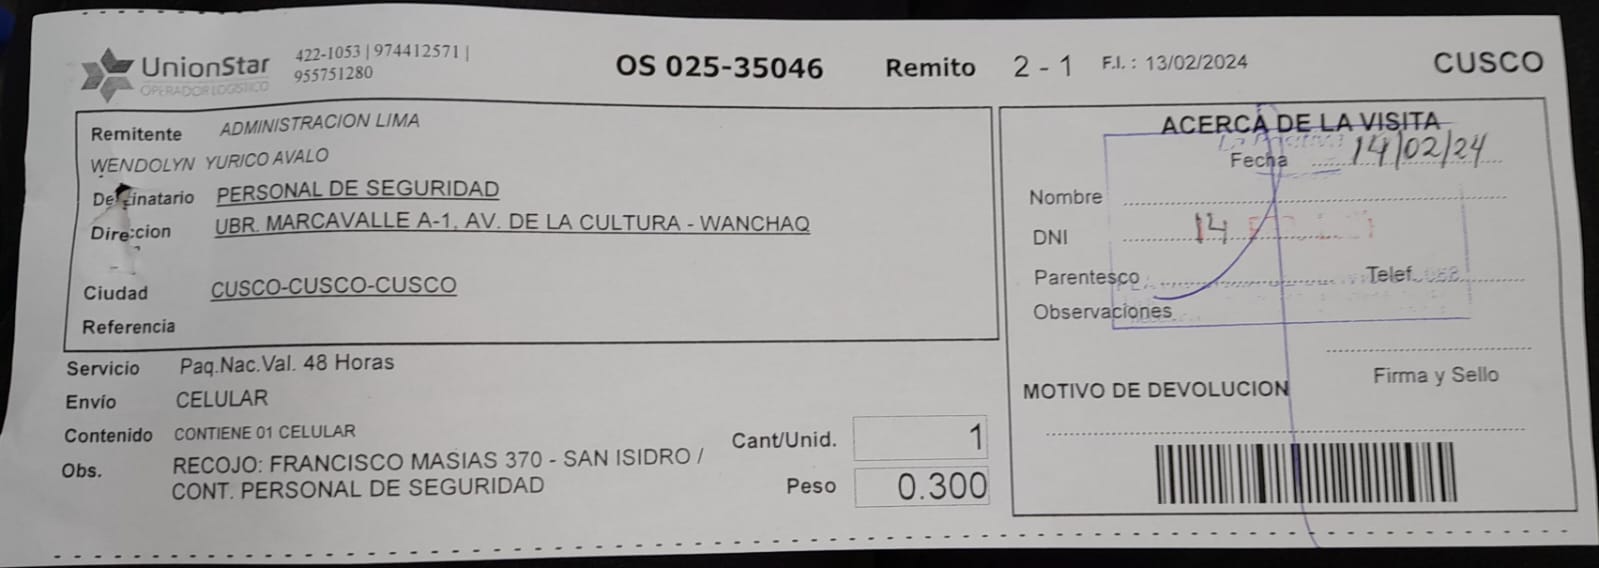 UnionStar
OPERADOR LOGISTICO
422-1053 | 974412571 |
955751280
OS 025-35046 Remito 2 - 1 F.I. : 13/02/2024 CUSCO
Remitente ADMINISTRACION LIMA
WENDOLYN YURICO AVALO
Destinatario PERSONAL DE SEGURIDAD
Direccion UBR. MARCAVALLE A-1, AV. DE LA CULTURA - WANCHAQ
Ciudad CUSCO-CUSCO-CUSCO
Referencia
Servicio Paq.Nac.Val. 48 Horas
Envío CELULAR
Contenido CONTIENE 01 CELULAR
Obs. RECOJO: FRANCISCO MASIAS 370 - SAN ISIDRO /
CONT. PERSONAL DE SEGURIDAD
Cant/Unid. 1
Peso 0.300
ACERCA DE LA VISITA
Fecha 14/02/24
Nombre
DNI 14
Parentesco Telef.
Observaciones
Firma y Sello
MOTIVO DE DEVOLUCION